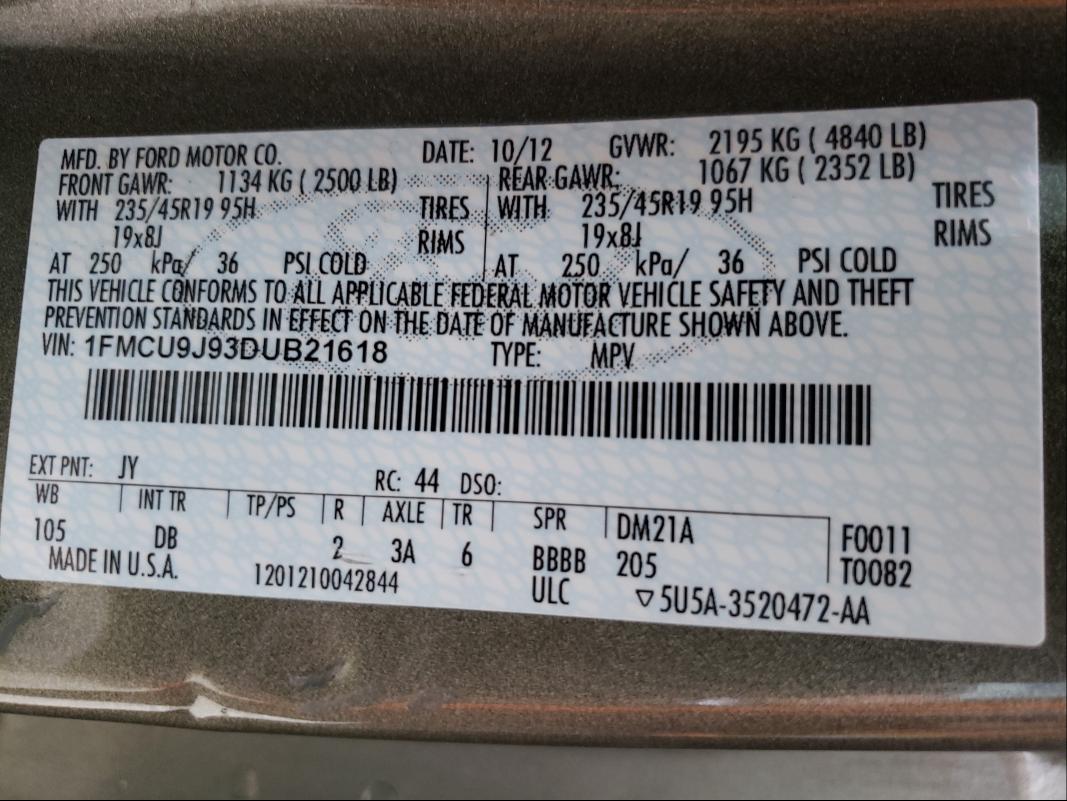 MFD. BY FORD MOTOR CO. DATE: 10/12 GVWR: 2195 KG ( 4840 LB)
FRONT GAWR: 1134 KG ( 2500 LB) REAR GAWR: 1067 KG ( 2352 LB)
WITH 235/45R19 95H TIRES WITH 235/45R19 95H TIRES
19x8J RIMS 19x8J RIMS
AT 250 kPa/ 36 PSI COLD AT 250 kPa/ 36 PSI COLD
THIS VEHICLE CONFORMS TO ALL APPLICABLE FEDERAL MOTOR VEHICLE SAFETY AND THEFT
PREVENTION STANDARDS IN EFFECT ON THE DATE OF MANUFACTURE SHOWN ABOVE.
VIN: 1FMCU9J93DUB21618 TYPE: MPV
EXT PNT: JY RC: 44 DSO:
WB INT TR TP/PS R AXLE TR SPR DM21A F0011
105 DB 2 3A 6 BBBB 205 T0082
MADE IN U.S.A. 1201210042844 ULC ▽5U5A-3520472-AA